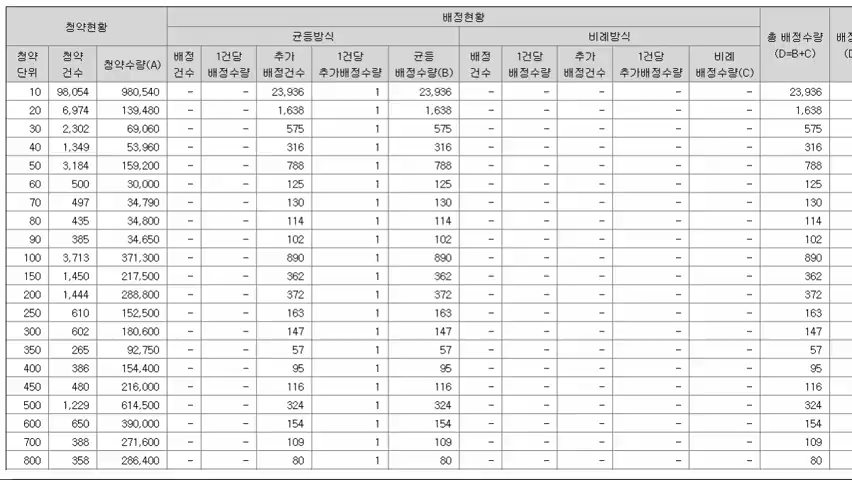 청약현황 배정현황
균등방식 비례방식 총 배정수량 (D=B+C)
청약 단위 청약 건수 청약수량(A) 배정 건수 1건당 배정수량 추가 배정건수 1건당 추가배정수량 균등 배정수량(B) 배정 건수 1건당 배정수량 추가 배정건수 1건당 추가배정수량 비례 배정수량(C)
10 98,054 980,540 - - 23,936 1 23,936 - - - - - 23,936
20 6,974 139,480 - - 1,638 1 1,638 - - - - - 1,638
30 2,302 69,060 - - 575 1 575 - - - - - 575
40 1,349 53,960 - - 316 1 316 - - - - - 316
50 3,184 159,200 - - 788 1 788 - - - - - 788
60 500 30,000 - - 125 1 125 - - - - - 125
70 497 34,790 - - 130 1 130 - - - - - 130
80 435 34,800 - - 114 1 114 - - - - - 114
90 385 34,650 - - 102 1 102 - - - - - 102
100 3,713 371,300 - - 890 1 890 - - - - - 890
150 1,450 217,500 - - 362 1 362 - - - - - 362
200 1,444 288,800 - - 372 1 372 - - - - - 372
250 610 152,500 - - 163 1 163 - - - - - 163
300 602 180,600 - - 147 1 147 - - - - - 147
350 265 92,750 - - 57 1 57 - - - - - 57
400 386 154,400 - - 95 1 95 - - - - - 95
450 480 216,000 - - 116 1 116 - - - - - 116
500 1,229 614,500 - - 324 1 324 - - - - - 324
600 650 390,000 - - 154 1 154 - - - - - 154
700 388 271,600 - - 109 1 109 - - - - - 109
800 358 286,400 - - 80 1 80 - - - - - 80